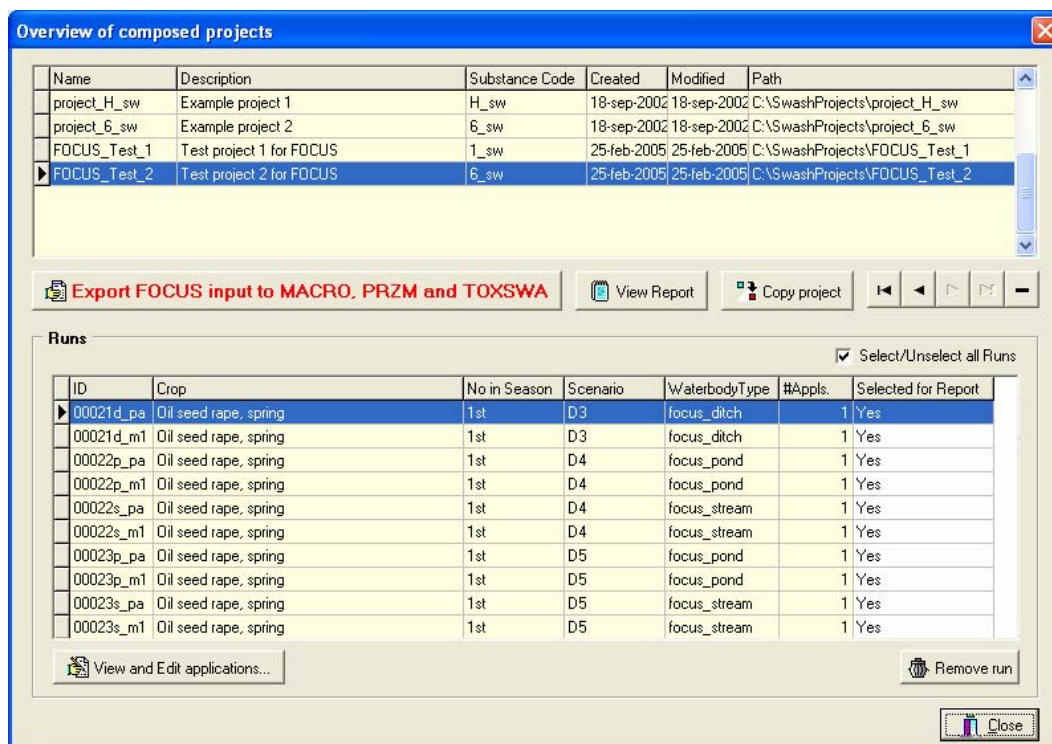 Overview of composed projects
Name Description Substance Code Created Modified Path
project_H_sw Example project 1 H_sw 18-sep-2002 18-sep-2002 C:\SwashProjects\project_H_sw
project_6_sw Example project 2 6_sw 18-sep-2002 18-sep-2002 C:\SwashProjects\project_6_sw
FOCUS_Test_1 Test project 1 for FOCUS 1_sw 25-feb-2005 25-feb-2005 C:\SwashProjects\FOCUS_Test_1
FOCUS_Test_2 Test project 2 for FOCUS 6_sw 25-feb-2005 25-feb-2005 C:\SwashProjects\FOCUS_Test_2
Export FOCUS input to MACRO, PRZM and TOXSWA View Report Copy project
Runs
Select/Unselect all Runs
ID Crop No in Season Scenario WaterbodyType #Appls. Selected for Report
00021d_pa Oil seed rape, spring 1st D3 focus_ditch 1 Yes
00021d_m1 Oil seed rape, spring 1st D3 focus_ditch 1 Yes
00022p_pa Oil seed rape, spring 1st D4 focus_pond 1 Yes
00022p_m1 Oil seed rape, spring 1st D4 focus_pond 1 Yes
00022s_pa Oil seed rape, spring 1st D4 focus_stream 1 Yes
00022s_m1 Oil seed rape, spring 1st D4 focus_stream 1 Yes
00023p_pa Oil seed rape, spring 1st D5 focus_pond 1 Yes
00023p_m1 Oil seed rape, spring 1st D5 focus_pond 1 Yes
00023s_pa Oil seed rape, spring 1st D5 focus_stream 1 Yes
00023s_m1 Oil seed rape, spring 1st D5 focus_stream 1 Yes
View and Edit applications... Remove run
Close